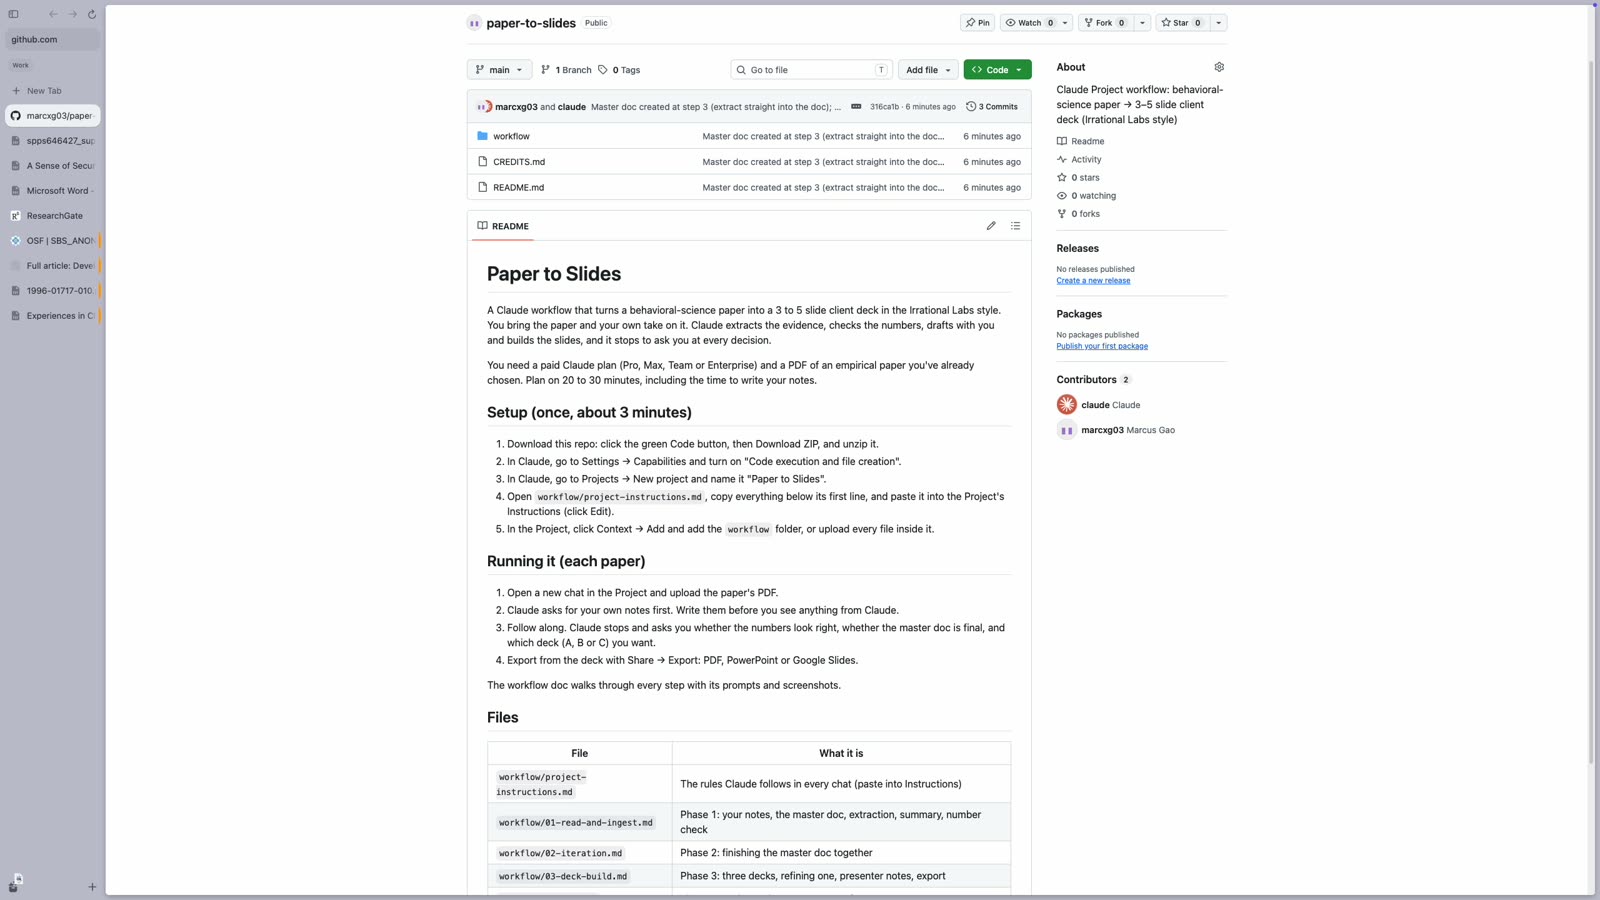 github.com
Work
New Tab
marcxg03/paper-
spps646427_sup
A Sense of Secur
Microsoft Word -
ResearchGate
OSF | SBS_ANON
Full article: Deve
1996-01717-010.
Experiences in C
paper-to-slides Public
Pin Watch 0 Fork 0 Star 0
main 1 Branch 0 Tags Go to file T Add file Code
marcxg03 and claude Master doc created at step 3 (extract straight into the doc); ... 316ca1b · 6 minutes ago 3 Commits
workflow Master doc created at step 3 (extract straight into the doc... 6 minutes ago
CREDITS.md Master doc created at step 3 (extract straight into the doc... 6 minutes ago
README.md Master doc created at step 3 (extract straight into the doc... 6 minutes ago
README
Paper to Slides
A Claude workflow that turns a behavioral-science paper into a 3 to 5 slide client deck in the Irrational Labs style.
You bring the paper and your own take on it. Claude extracts the evidence, checks the numbers, drafts with you
and builds the slides, and it stops to ask you at every decision.
You need a paid Claude plan (Pro, Max, Team or Enterprise) and a PDF of an empirical paper you've already
chosen. Plan on 20 to 30 minutes, including the time to write your notes.
Setup (once, about 3 minutes)
1. Download this repo: click the green Code button, then Download ZIP, and unzip it.
2. In Claude, go to Settings → Capabilities and turn on "Code execution and file creation".
3. In Claude, go to Projects → New project and name it "Paper to Slides".
4. Open workflow/project-instructions.md, copy everything below its first line, and paste it into the Project's
Instructions (click Edit).
5. In the Project, click Context → Add and add the workflow folder, or upload every file inside it.
Running it (each paper)
1. Open a new chat in the Project and upload the paper's PDF.
2. Claude asks for your own notes first. Write them before you see anything from Claude.
3. Follow along. Claude stops and asks you whether the numbers look right, whether the master doc is final, and
which deck (A, B or C) you want.
4. Export from the deck with Share → Export: PDF, PowerPoint or Google Slides.
The workflow doc walks through every step with its prompts and screenshots.
Files
File What it is
workflow/project-
instructions.md The rules Claude follows in every chat (paste into Instructions)
workflow/01-read-and-ingest.md Phase 1: your notes, the master doc, extraction, summary, number
check
workflow/02-iteration.md Phase 2: finishing the master doc together
workflow/03-deck-build.md Phase 3: three decks, refining one, presenter notes, export
About
Claude Project workflow: behavioral-
science paper → 3–5 slide client
deck (Irrational Labs style)
Readme
Activity
0 stars
0 watching
0 forks
Releases
No releases published
Create a new release
Packages
No packages published
Publish your first package
Contributors 2
claude Claude
marcxg03 Marcus Gao